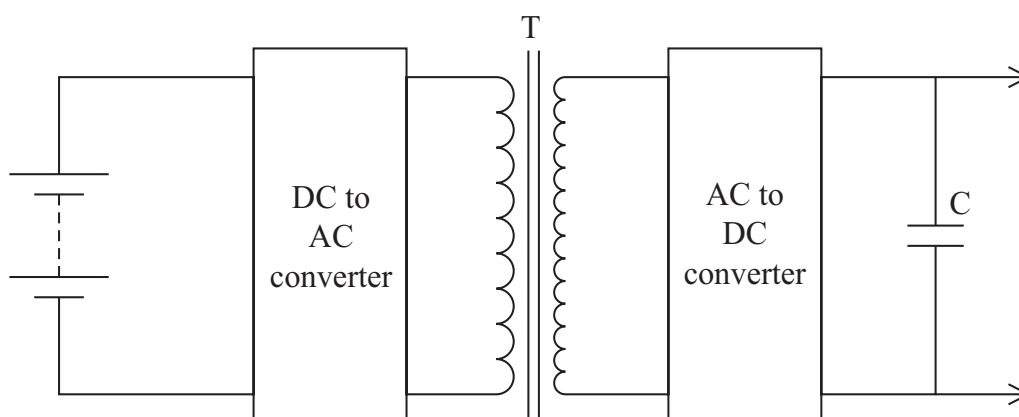 T
DC to
AC
converter
AC to
DC
converter
C